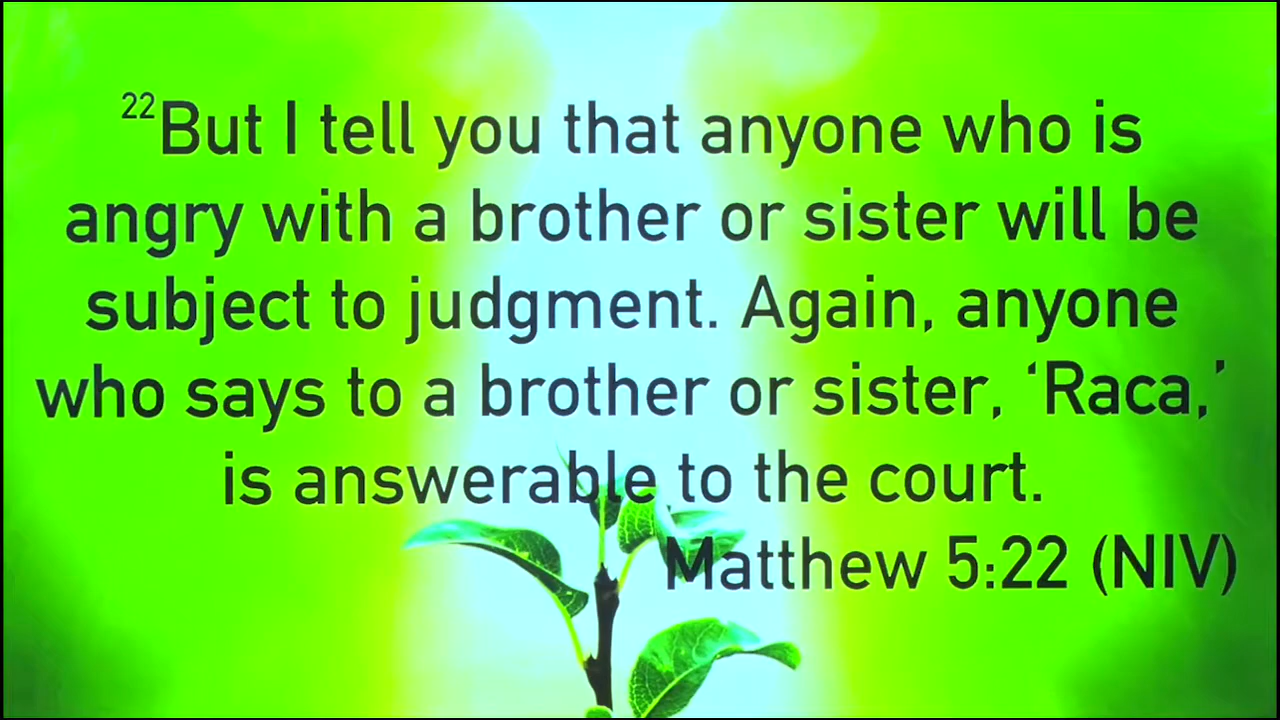 22But I tell you that anyone who is
angry with a brother or sister will be
subject to judgment. Again, anyone
who says to a brother or sister, ‘Raca,’
is answerable to the court.
Matthew 5:22 (NIV)